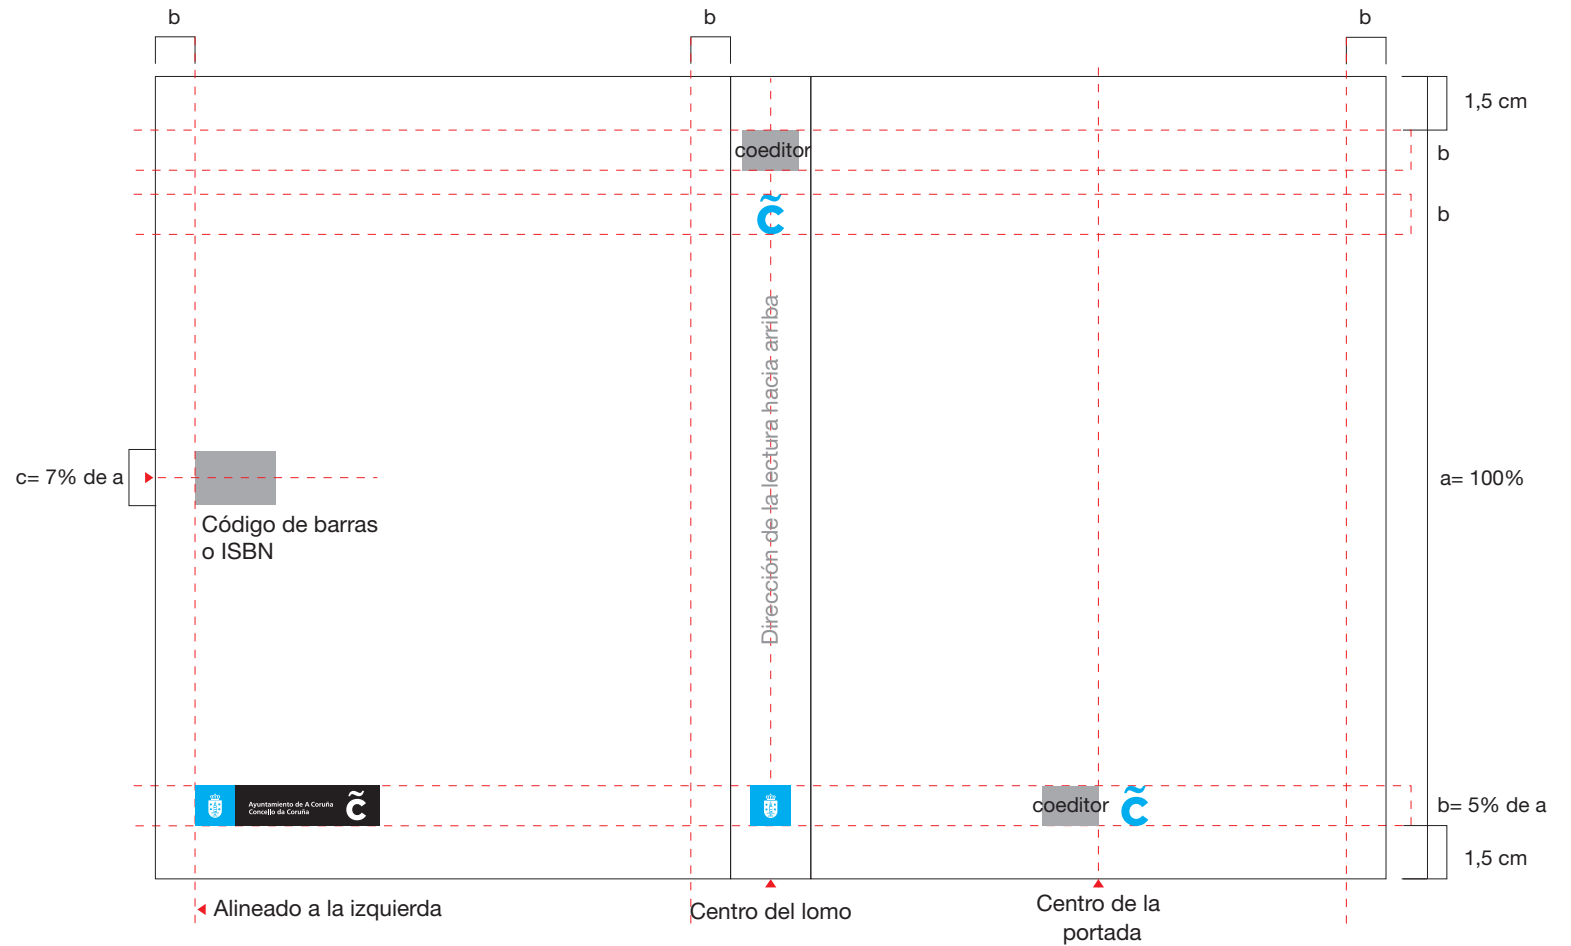 b
b
b
1,5 cm
coeditor
b
c̃
b
Dirección de la lectura hacia arriba
c= 7% de a
a= 100%
Código de barras
o ISBN
Ayuntamiento de A Coruña
Concello da Coruña
c̃
coeditor
c̃
b= 5% de a
1,5 cm
Alineado a la izquierda
Centro del lomo
Centro de la
portada